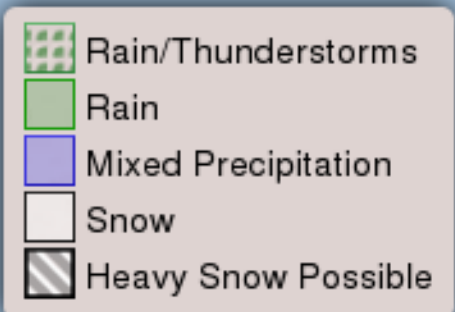 Rain/Thunderstorms
Rain
Mixed Precipitation
Snow
Heavy Snow Possible